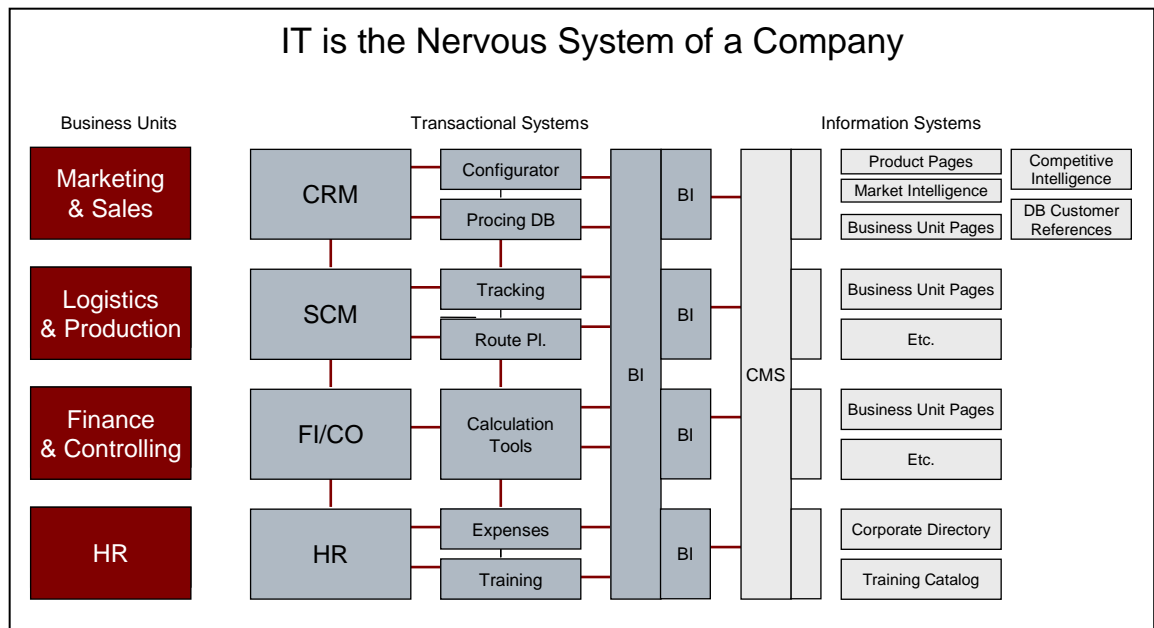 IT is the Nervous System of a Company
Business Units
Transactional Systems
Information Systems
Marketing
& Sales
CRM
Configurator
Procing DB
BI
Product Pages
Market Intelligence
Business Unit Pages
Competitive
Intelligence
DB Customer
References
Logistics
& Production
SCM
Tracking
Route Pl.
BI
Business Unit Pages
Etc.
BI
CMS
Finance
& Controlling
FI/CO
Calculation
Tools
BI
Business Unit Pages
Etc.
HR
HR
Expenses
Training
BI
Corporate Directory
Training Catalog